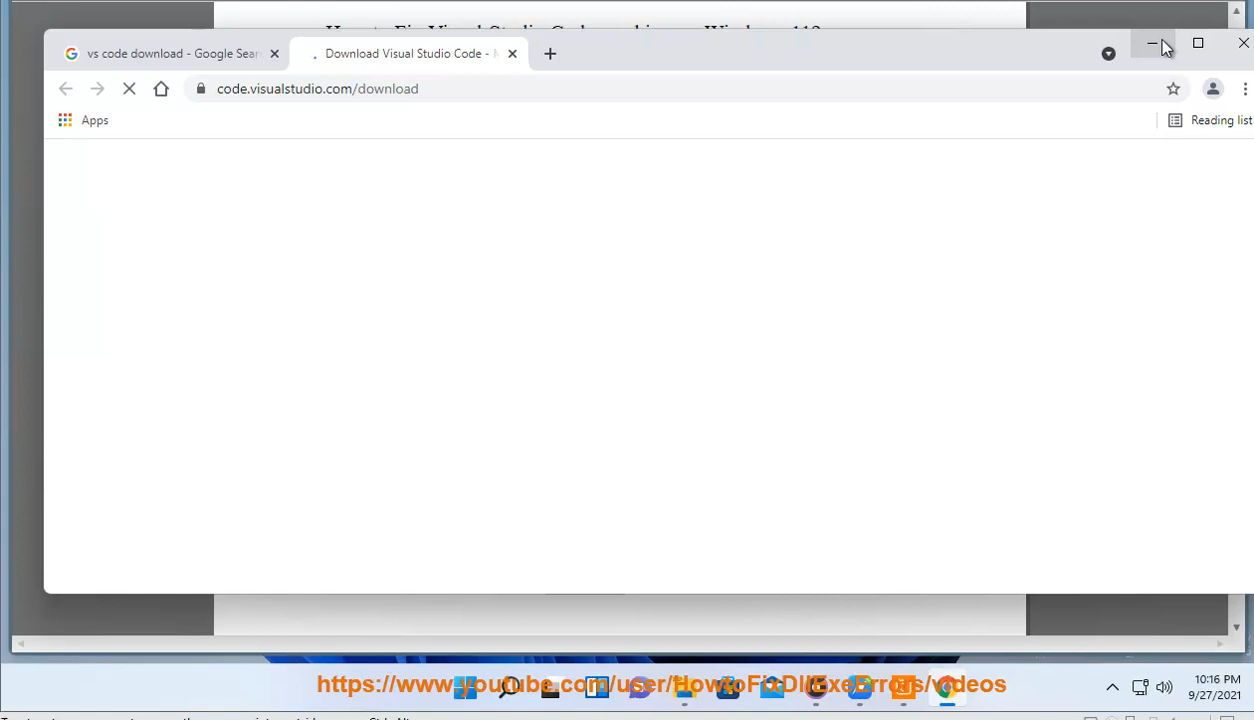 vs code download - Google Sear
Download Visual Studio Code -
code.visualstudio.com/download
Apps
Reading list
https://www.youtube.com/user/HowtoFixDllExeErrors/videos
10:16 PM
9/27/2021